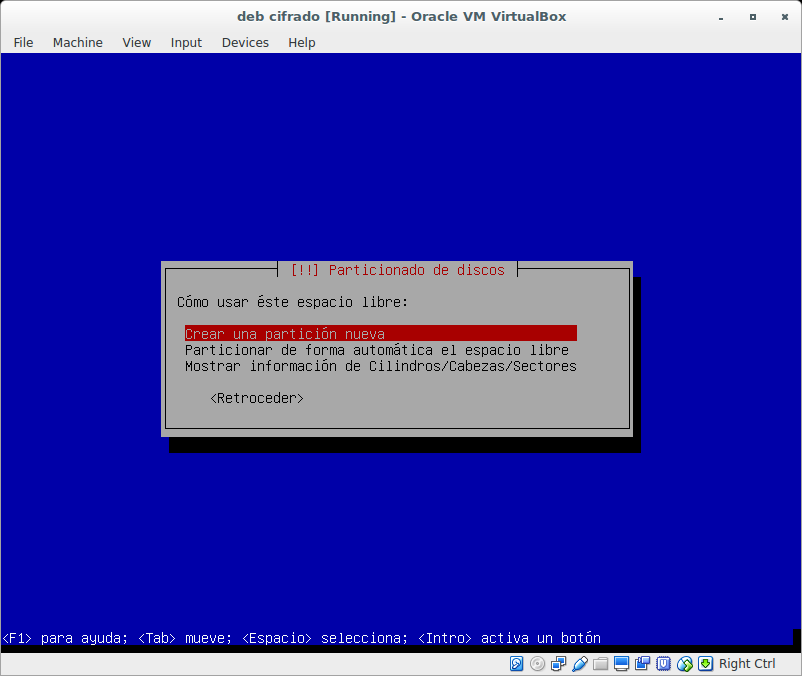 deb cifrado [Running] - Oracle VM VirtualBox
File Machine View Input Devices Help
[!!] Particionado de discos
Cómo usar éste espacio libre:
Crear una partición nueva
Particionar de forma automática el espacio libre
Mostrar información de Cilindros/Cabezas/Sectores
<Retroceder>
<F1> para ayuda; <Tab> mueve; <Espacio> selecciona; <Intro> activa un botón
Right Ctrl